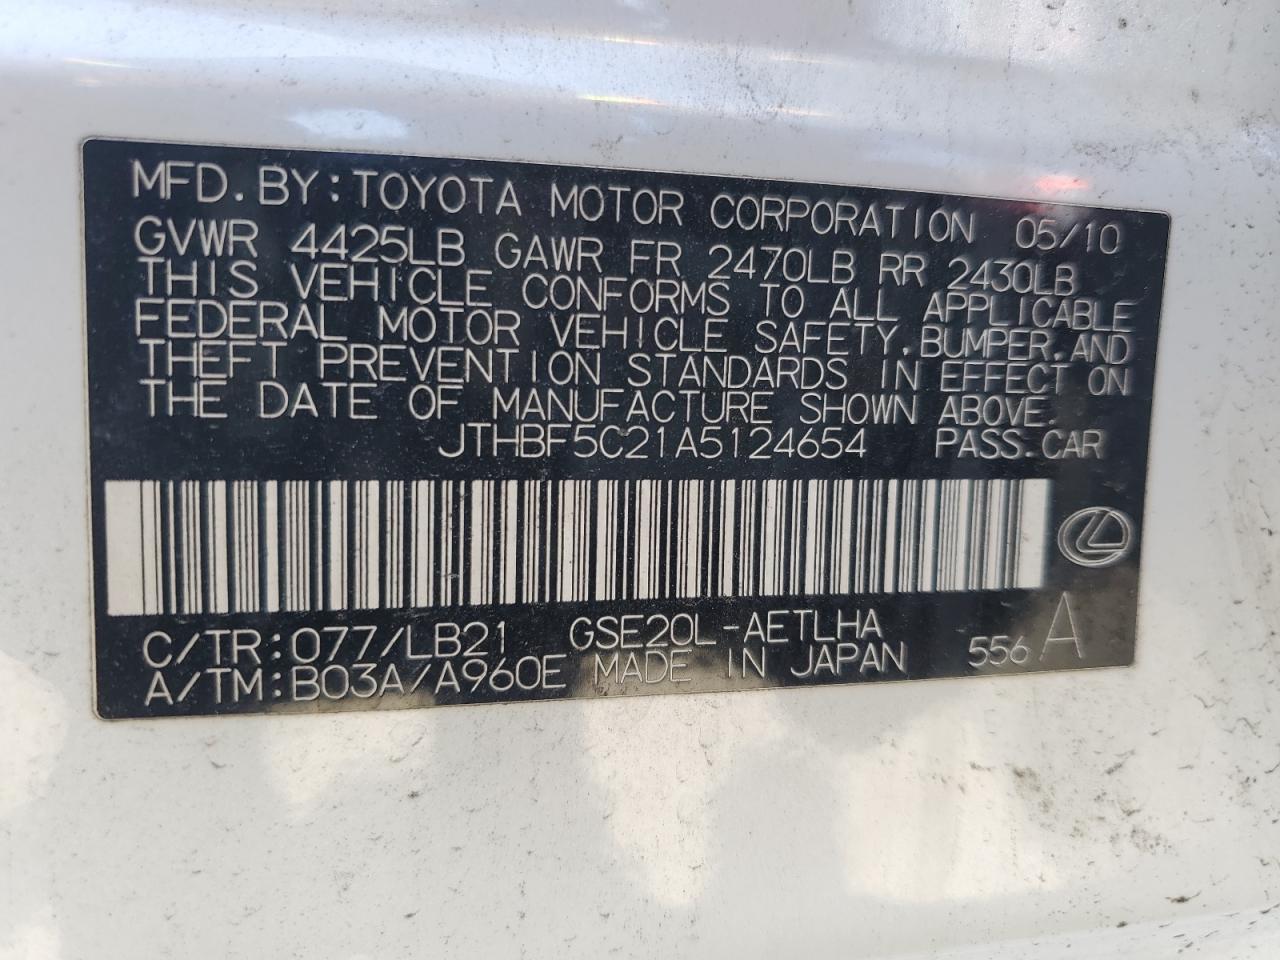 MFD. BY: TOYOTA MOTOR CORPORATION 05/10
GVWR 4425LB GAWR FR 2470LB RR 2430LB
THIS VEHICLE CONFORMS TO ALL APPLICABLE
FEDERAL MOTOR VEHICLE SAFETY, BUMPER, AND
THEFT PREVENTION STANDARDS IN EFFECT ON
THE DATE OF MANUFACTURE SHOWN ABOVE.
JTHBF5C21A5124654 PASS. CAR
C/TR: 077/LB21 GSE20L-AETLHA
A/TM: B03A/A960E MADE IN JAPAN 556 A